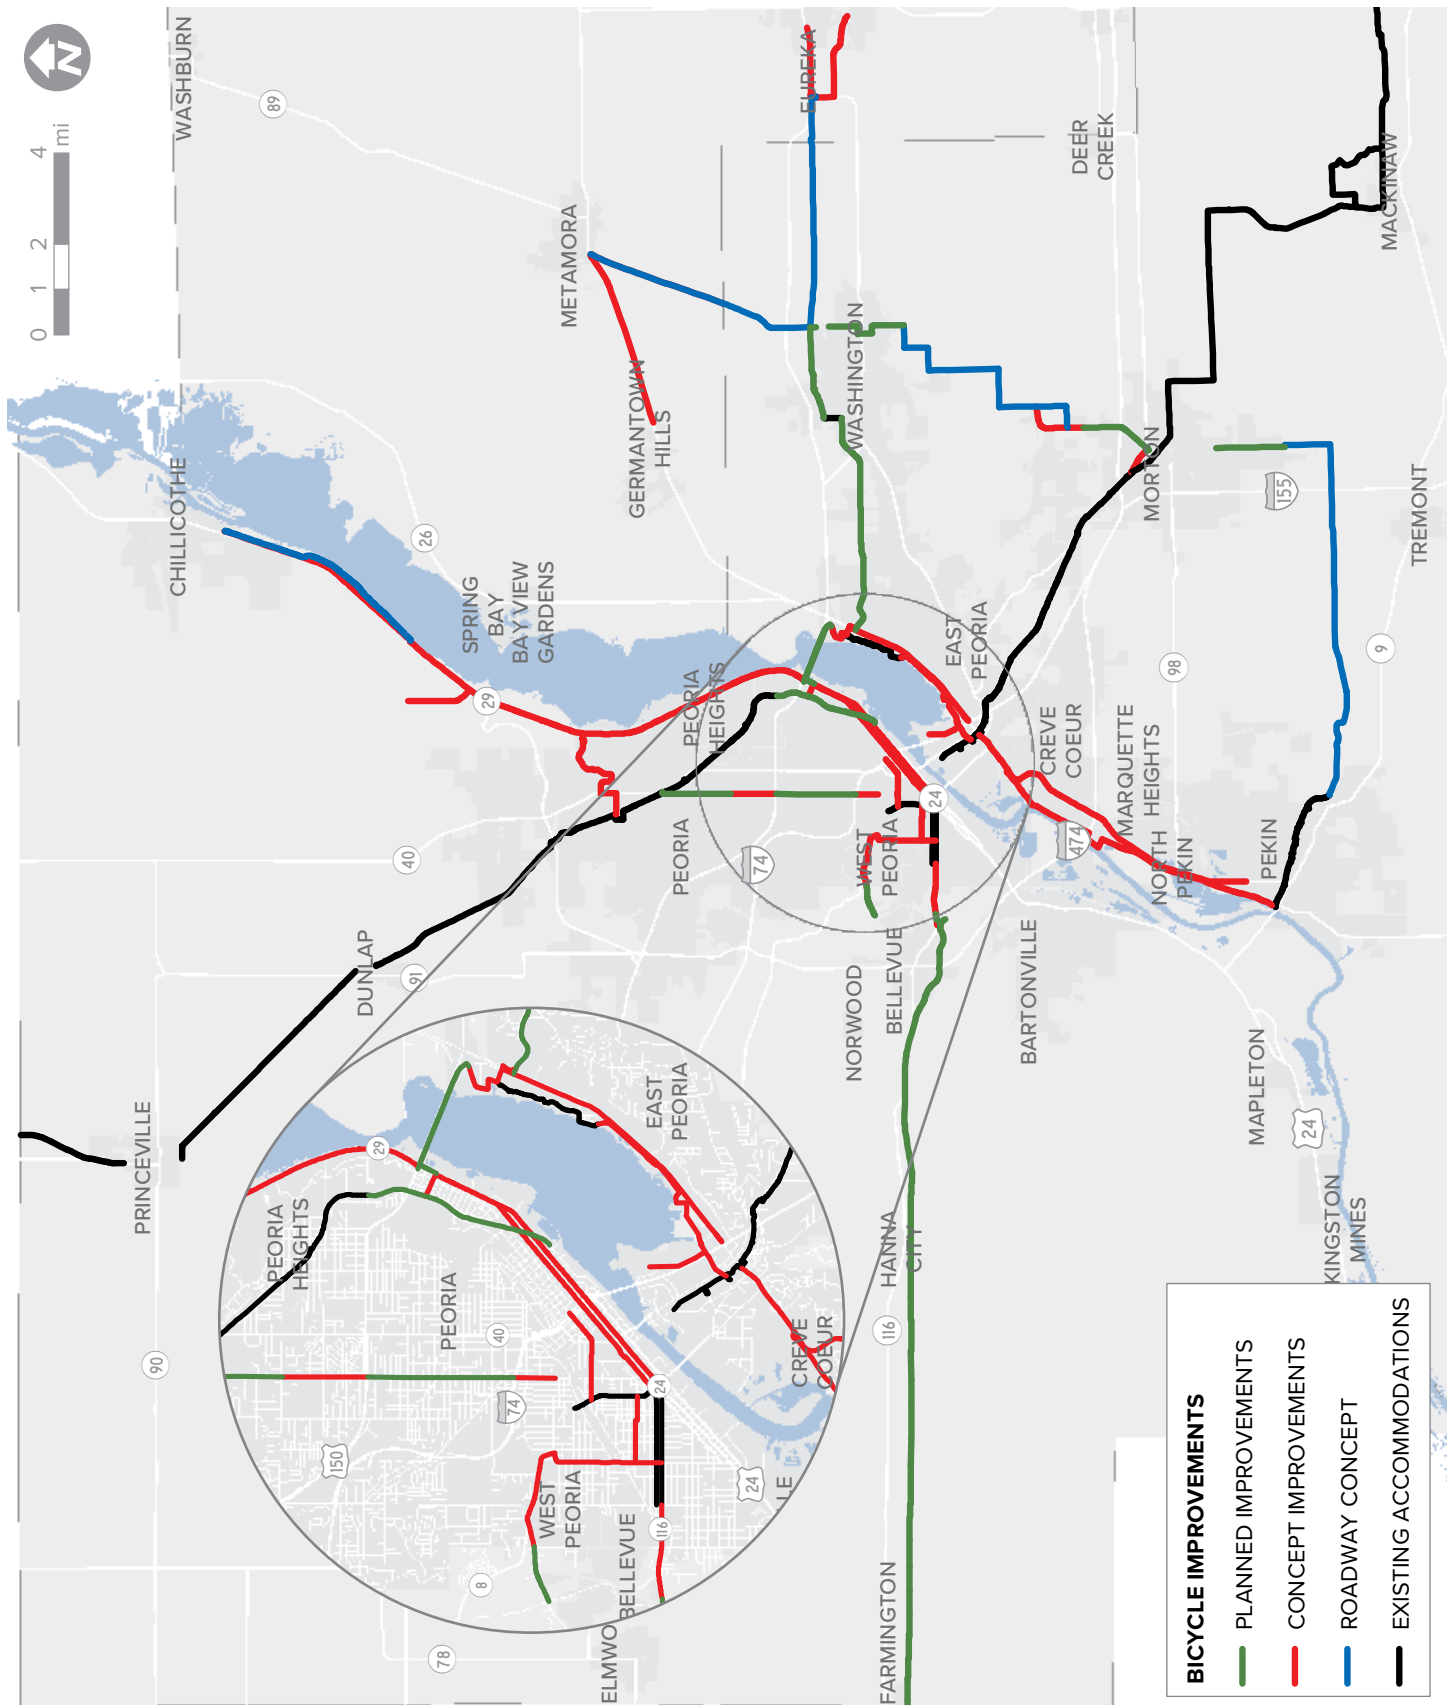 N
0 1 2 4 mi
WASHBURN
89
EUREKA
DEER
CREEK
MACKINAW
METAMORA
GERMANTOWN
HILLS
WASHINGTON
MORTON
155
TREMONT
CHILLICOTHE
26
SPRING
BAY
BAY VIEW
GARDENS
29
PEORIA
HEIGHTS
EAST
PEORIA
CREVE
COEUR
98
9
MARQUETTE
HEIGHTS
474
NORTH
PEKIN
PEKIN
24
40
PEORIA
74
WEST
PEORIA
DUNLAP
91
NORWOOD
BELLEVUE
BARTONVILLE
PRINCEVILLE
MAPLETON
24
KINGSTON
MINES
HANNA
CITY
116
90
78
ELMWO
FARMINGTON
29
PEORIA
HEIGHTS
EAST
PEORIA
PEORIA
40
74
150
24
CREVE
COEUR
WEST
PEORIA
24
LE
BELLEVUE
116
8
BICYCLE IMPROVEMENTS
PLANNED IMPROVEMENTS
CONCEPT IMPROVEMENTS
ROADWAY CONCEPT
EXISTING ACCOMMODATIONS